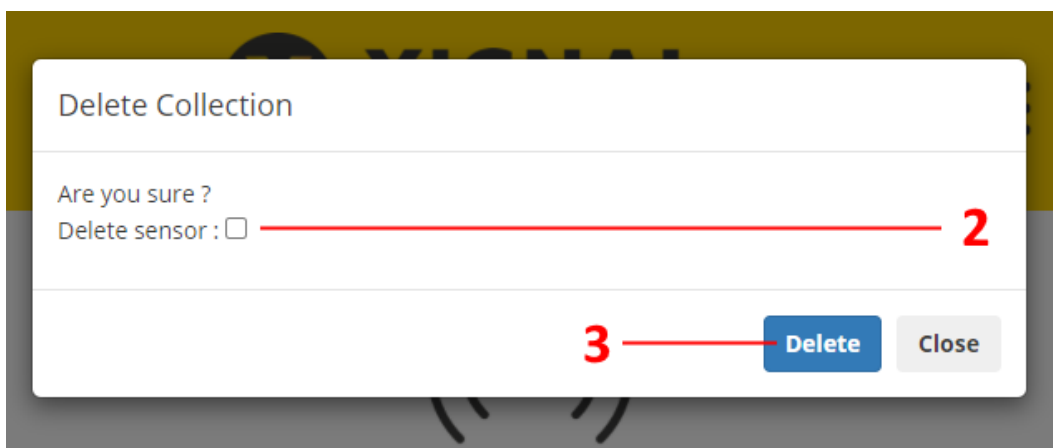 Delete Collection
Are you sure ?
Delete sensor :
2
3
Delete
Close